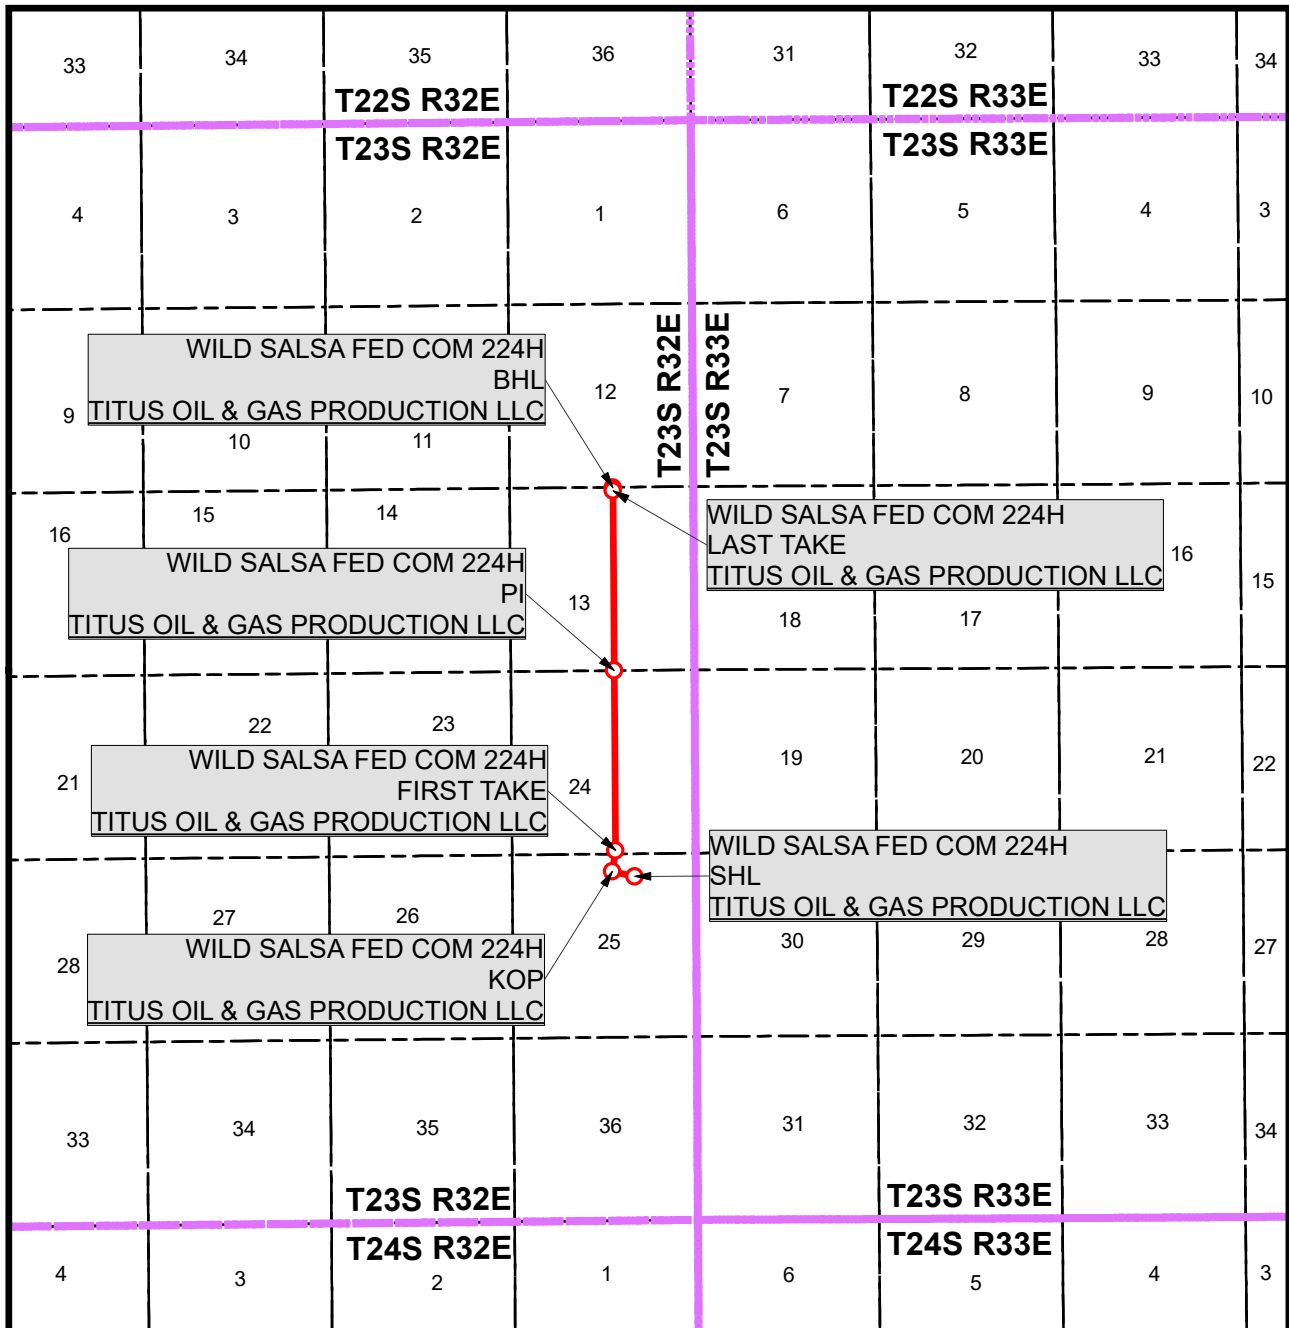 33 34 35 36 31 32 33 34
T22S R32E T22S R33E
T23S R32E T23S R33E
4 3 2 1 6 5 4 3
T23S R32E
T23S R33E
WILD SALSA FED COM 224H
BHL
TITUS OIL & GAS PRODUCTION LLC
9 10 11 12 7 8 9 10
WILD SALSA FED COM 224H
LAST TAKE
TITUS OIL & GAS PRODUCTION LLC
16 15 14 13 18 17 16 15
WILD SALSA FED COM 224H
PI
TITUS OIL & GAS PRODUCTION LLC
21 22 23 24 19 20 21 22
WILD SALSA FED COM 224H
FIRST TAKE
TITUS OIL & GAS PRODUCTION LLC
WILD SALSA FED COM 224H
SHL
TITUS OIL & GAS PRODUCTION LLC
28 27 26 25 30 29 28 27
WILD SALSA FED COM 224H
KOP
TITUS OIL & GAS PRODUCTION LLC
33 34 35 36 31 32 33 34
T23S R32E T23S R33E
T24S R32E T24S R33E
4 3 2 1 6 5 4 3